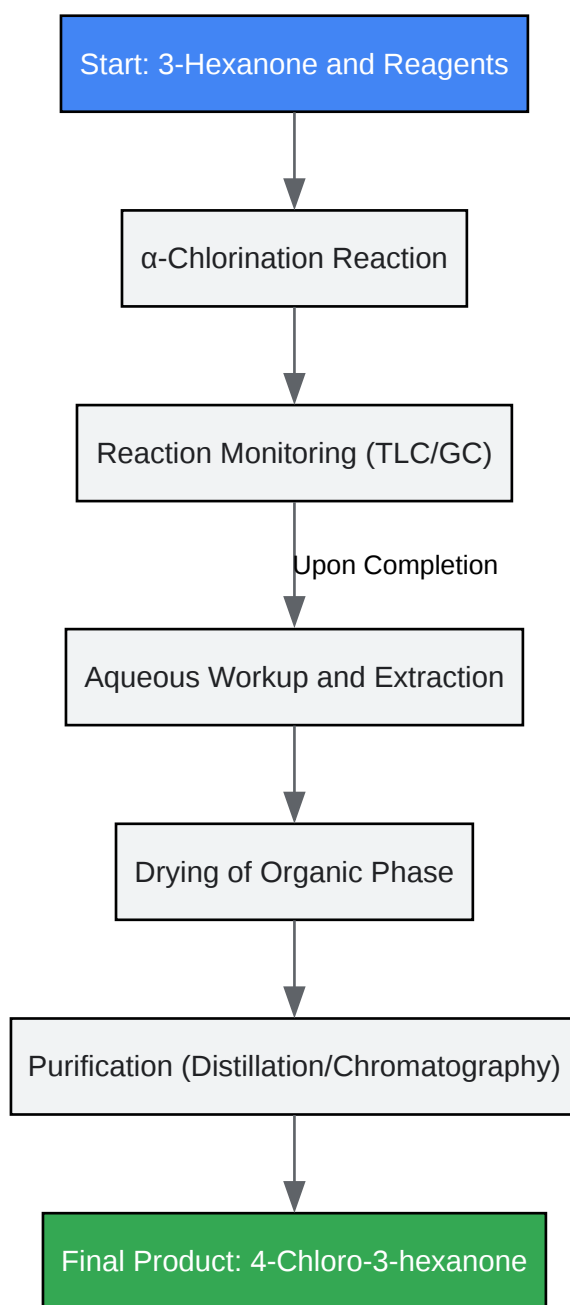 Start: 3-Hexanone and Reagents
α-Chlorination Reaction
Reaction Monitoring (TLC/GC)
Upon Completion
Aqueous Workup and Extraction
Drying of Organic Phase
Purification (Distillation/Chromatography)
Final Product: 4-Chloro-3-hexanone